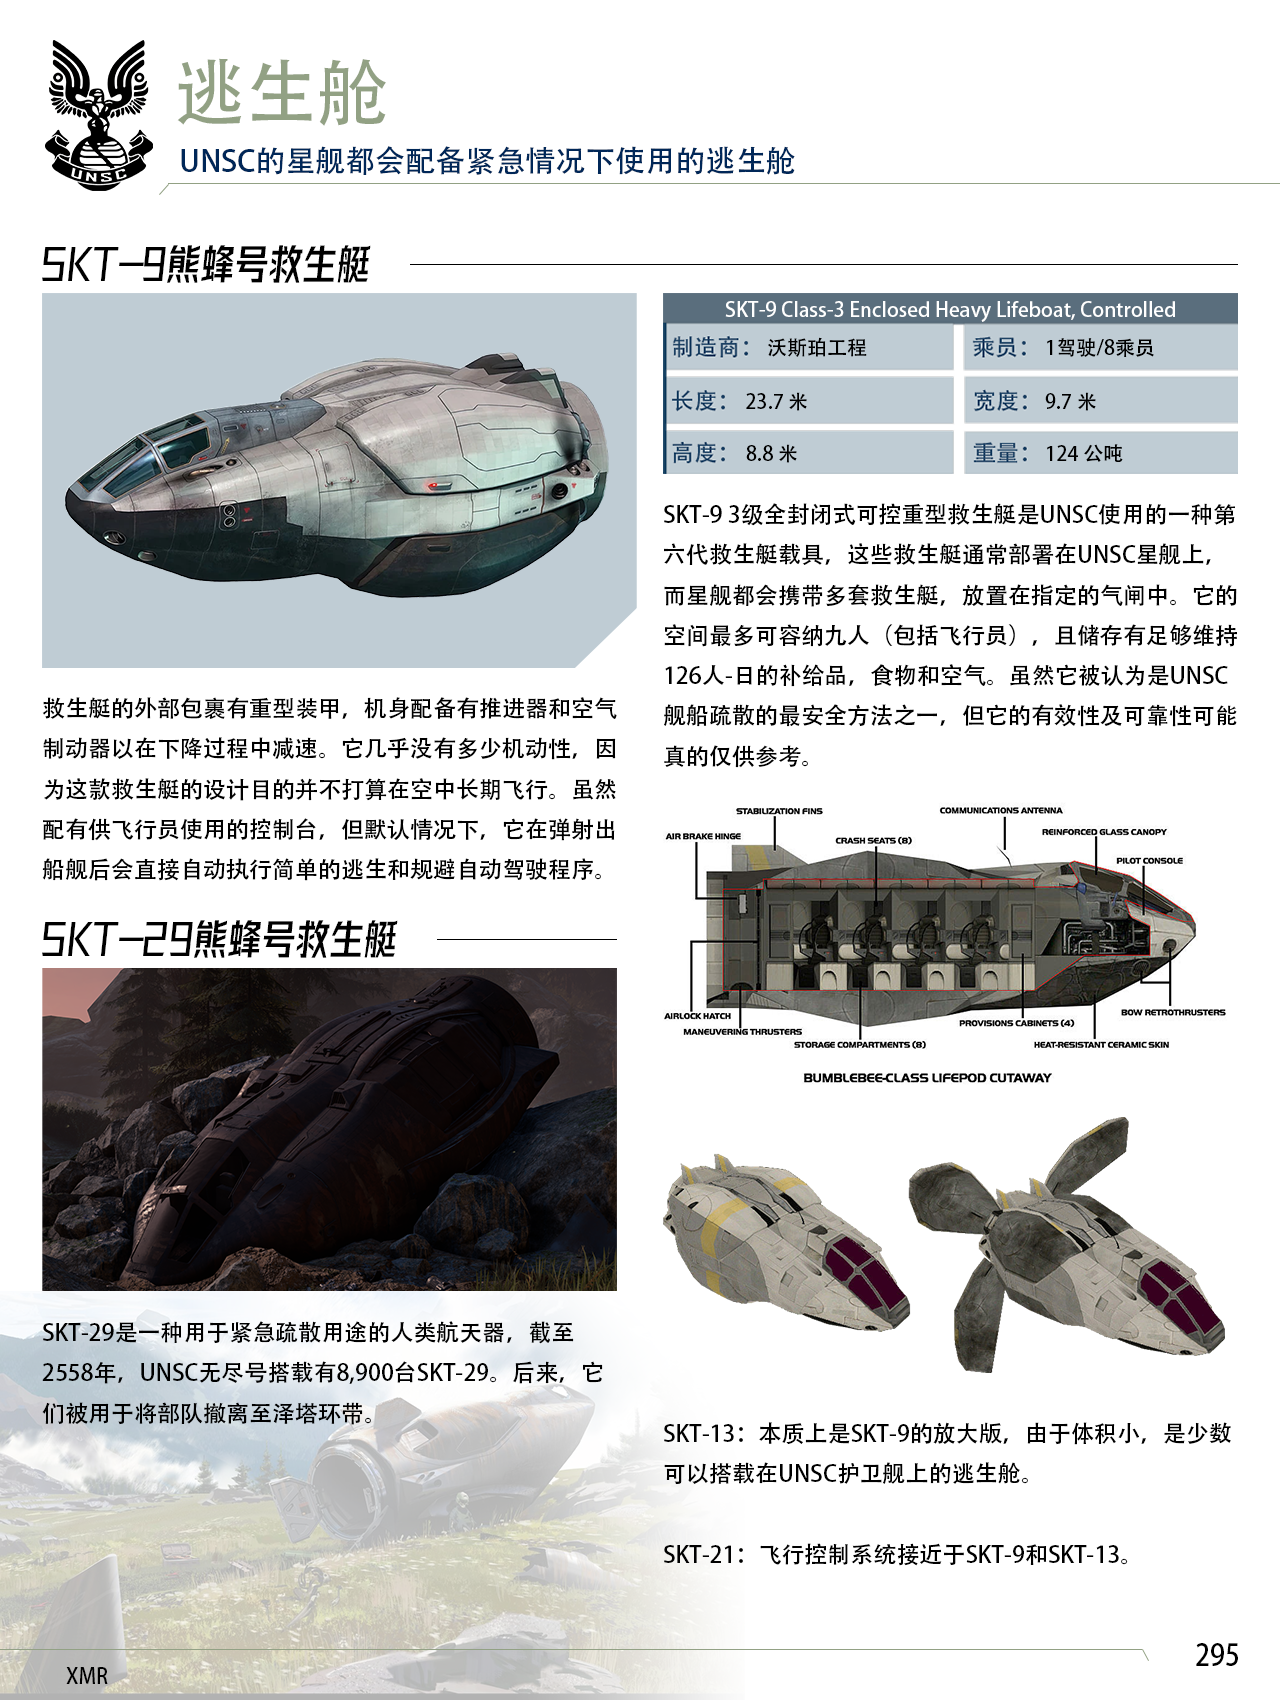 UNSC
逃生舱
UNSC的星舰都会配备紧急情况下使用的逃生舱
SKT-9熊蜂号救生艇
救生艇的外部包裹有重型装甲，机身配备有推进器和空气
制动器以在下降过程中减速。它几乎没有多少机动性，因
为这款救生艇的设计目的并不打算在空中长期飞行。虽然
配有供飞行员使用的控制台，但默认情况下，它在弹射出
船舰后会直接自动执行简单的逃生和规避自动驾驶程序。
SKT-29熊蜂号救生艇
SKT-29是一种用于紧急疏散用途的人类航天器，截至
2558年，UNSC无尽号搭载有8,900台SKT-29。后来，它
们被用于将部队撤离至泽塔环带。
SKT-9 Class-3 Enclosed Heavy Lifeboat, Controlled
制造商： 沃斯珀工程
乘员： 1驾驶/8乘员
长度： 23.7 米
宽度： 9.7 米
高度： 8.8 米
重量： 124 公吨
SKT-9 3级全封闭式可控重型救生艇是UNSC使用的一种第
六代救生艇载具，这些救生艇通常部署在UNSC星舰上，
而星舰都会携带多套救生艇，放置在指定的气闸中。它的
空间最多可容纳九人（包括飞行员），且储存有足够维持
126人-日的补给品，食物和空气。虽然它被认为是UNSC
舰船疏散的最安全方法之一，但它的有效性及可靠性可能
真的仅供参考。
STABILIZATION FINS
COMMUNICATIONS ANTENNA
AIR BRAKE HINGE
CRASH SEATS (8)
REINFORCED GLASS CANOPY
PILOT CONSOLE
AIRLOCK HATCH
MANEUVERING THRUSTERS
STORAGE COMPARTMENTS (8)
PROVISIONS CABINETS (4)
HEAT-RESISTANT CERAMIC SKIN
BOW RETROTHRUSTERS
BUMBLEBEE-CLASS LIFEPOD CUTAWAY
SKT-13：本质上是SKT-9的放大版，由于体积小，是少数
可以搭载在UNSC护卫舰上的逃生舱。
SKT-21：飞行控制系统接近于SKT-9和SKT-13。
XMR
295